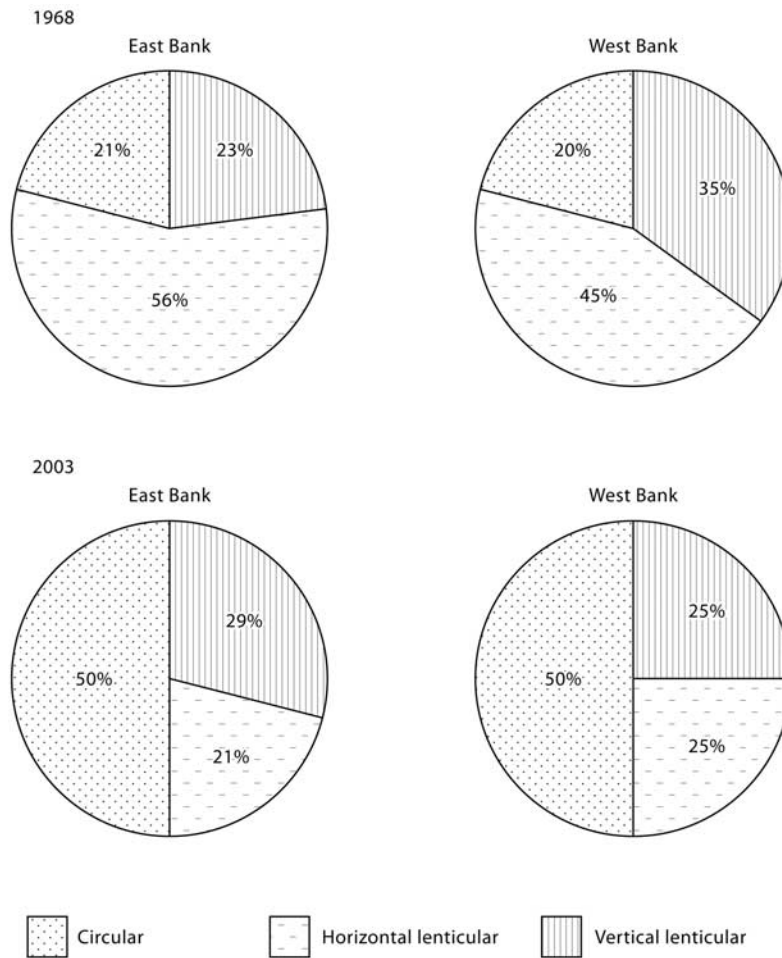 1968
East Bank
West Bank
21%
23%
56%
20%
35%
45%
2003
East Bank
West Bank
50%
29%
21%
50%
25%
25%
Circular
Horizontal lenticular
Vertical lenticular